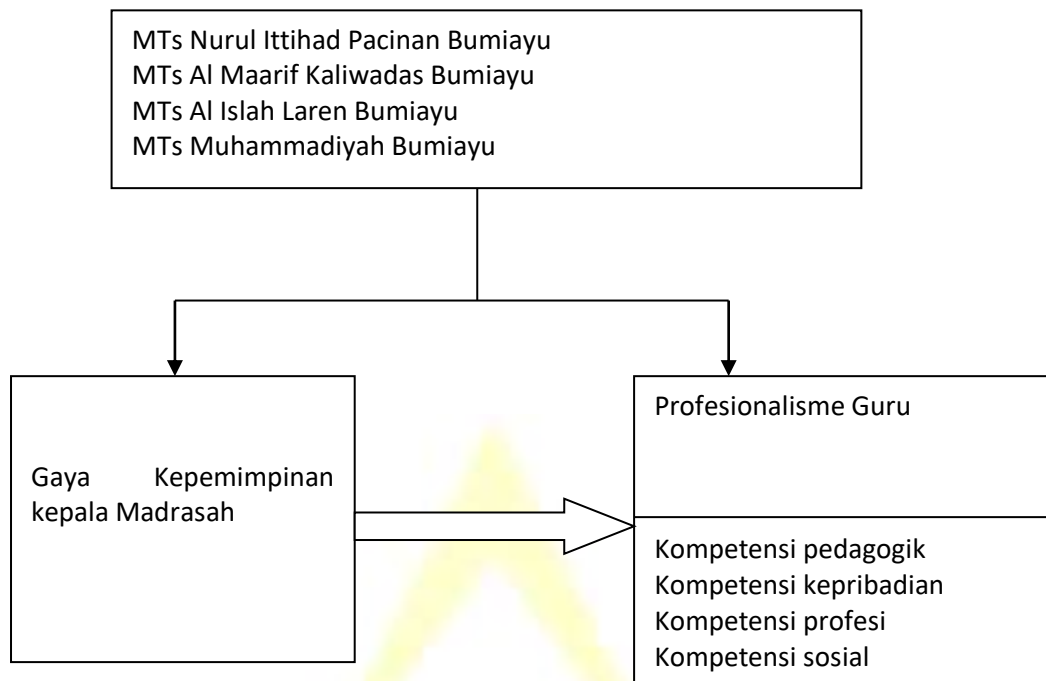 MTs Nurul Ittihad Pacinan Bumiayu
MTs Al Maarif Kaliwadas Bumiayu
MTs Al Islah Laren Bumiayu
MTs Muhammadiyah Bumiayu
Gaya Kepemimpinan
kepala Madrasah
Profesionalisme Guru
Kompetensi pedagogik
Kompetensi kepribadian
Kompetensi profesi
Kompetensi sosial